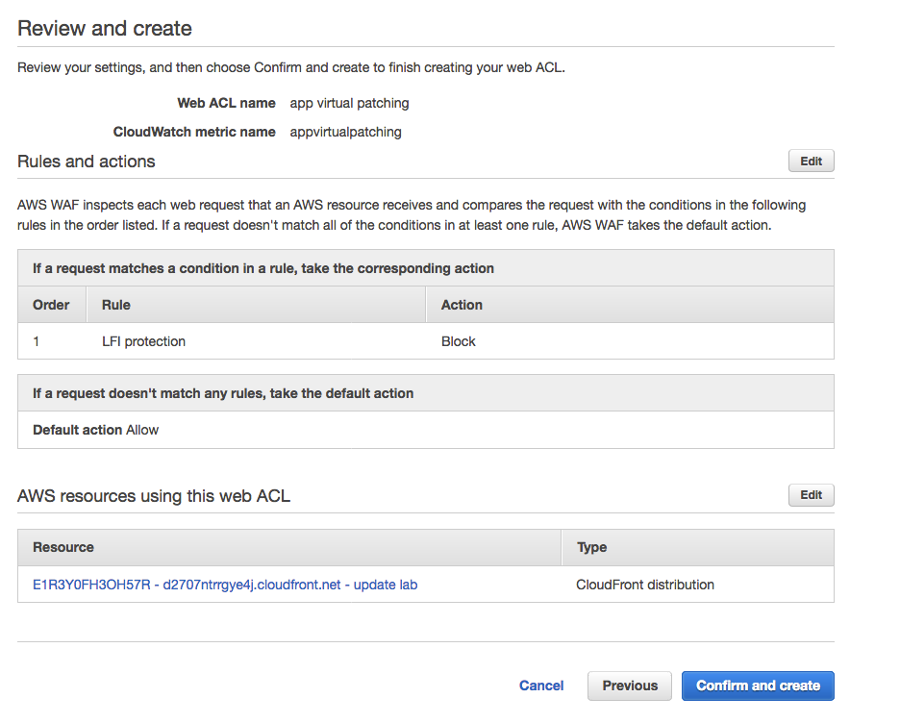 Review and create
Review your settings, and then choose Confirm and create to finish creating your web ACL.
Web ACL name app virtual patching
CloudWatch metric name appvirtualpatching
Rules and actions Edit
AWS WAF inspects each web request that an AWS resource receives and compares the request with the conditions in the following
rules in the order listed. If a request doesn't match all of the conditions in at least one rule, AWS WAF takes the default action.
If a request matches a condition in a rule, take the corresponding action
Order Rule Action
1 LFI protection Block
If a request doesn't match any rules, take the default action
Default action Allow
AWS resources using this web ACL Edit
Resource Type
E1R3Y0FH3OH57R - d2707ntrrgye4j.cloudfront.net - update lab CloudFront distribution
Cancel Previous Confirm and create